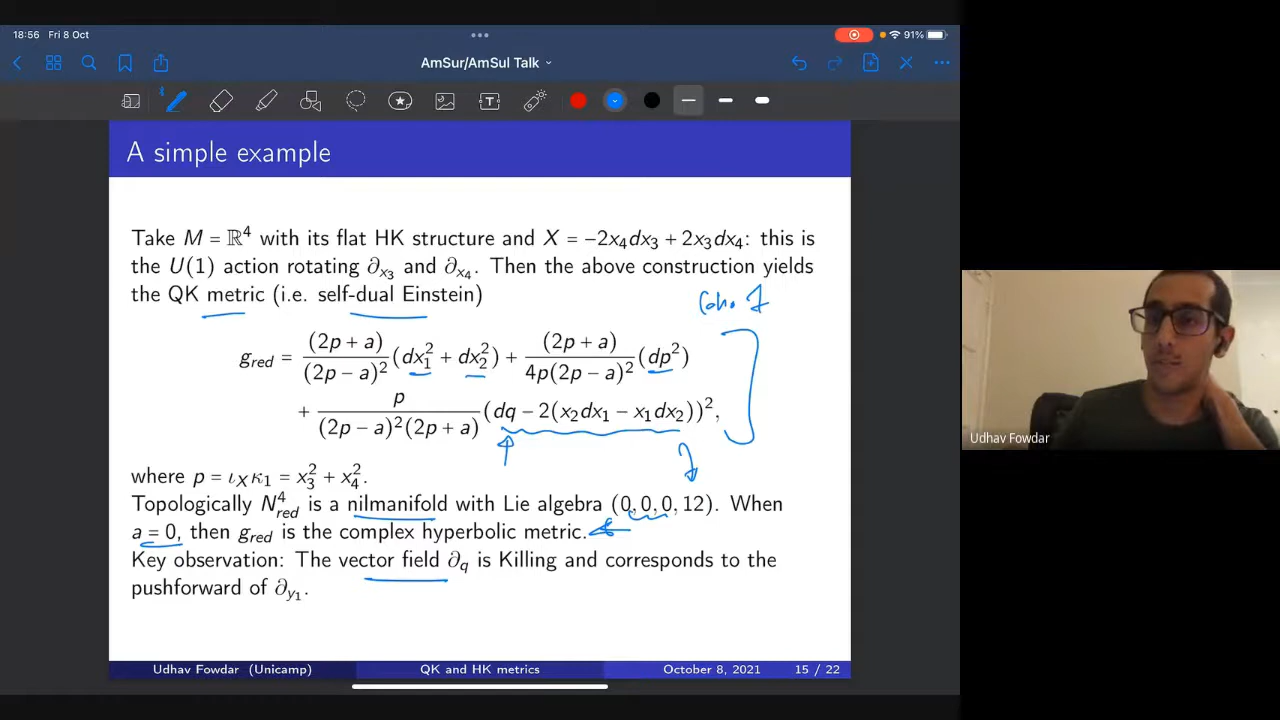 18:56 Fri 8 Oct
91%
AmSur/AmSul Talk
A simple example
Take M = ℝ⁴ with its flat HK structure and X = −2x₄dx₃ + 2x₃dx₄: this is
the U(1) action rotating ∂ₓ₃ and ∂ₓ₄. Then the above construction yields
the QK metric (i.e. self-dual Einstein)
g_red = (2p + a)/(2p − a)² (dx₁² + dx₂²) + (2p + a)/4p(2p − a)² (dp²)
+ p/(2p − a)²(2p + a) (dq − 2(x₂dx₁ − x₁dx₂))²,
where p = ι_X κ₁ = x₃² + x₄².
Topologically N⁴_red is a nilmanifold with Lie algebra (0, 0, 0, 12). When
a = 0, then g_red is the complex hyperbolic metric.
Key observation: The vector field ∂_q is Killing and corresponds to the
pushforward of ∂_y₁.
Udhav Fowdar (Unicamp) QK and HK metrics October 8, 2021 15 / 22
Udhav Fowdar